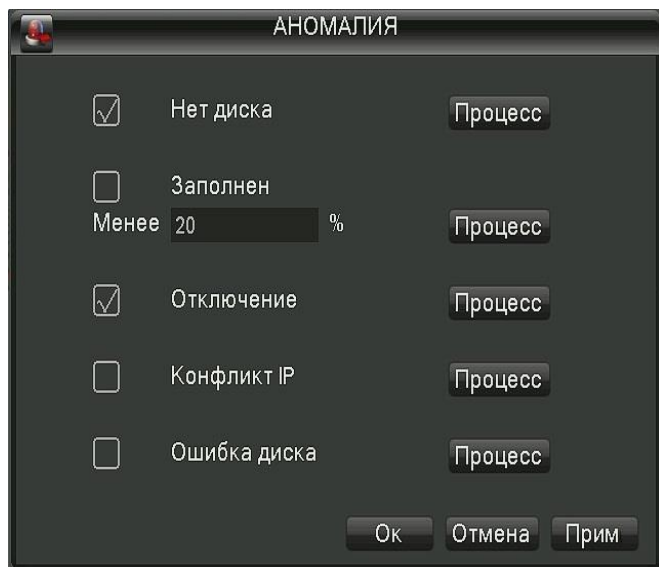 АНОМАЛИЯ
Нет диска Процесс
Заполнен
Менее 20 % Процесс
Отключение Процесс
Конфликт IP Процесс
Ошибка диска Процесс
Ок Отмена Прим